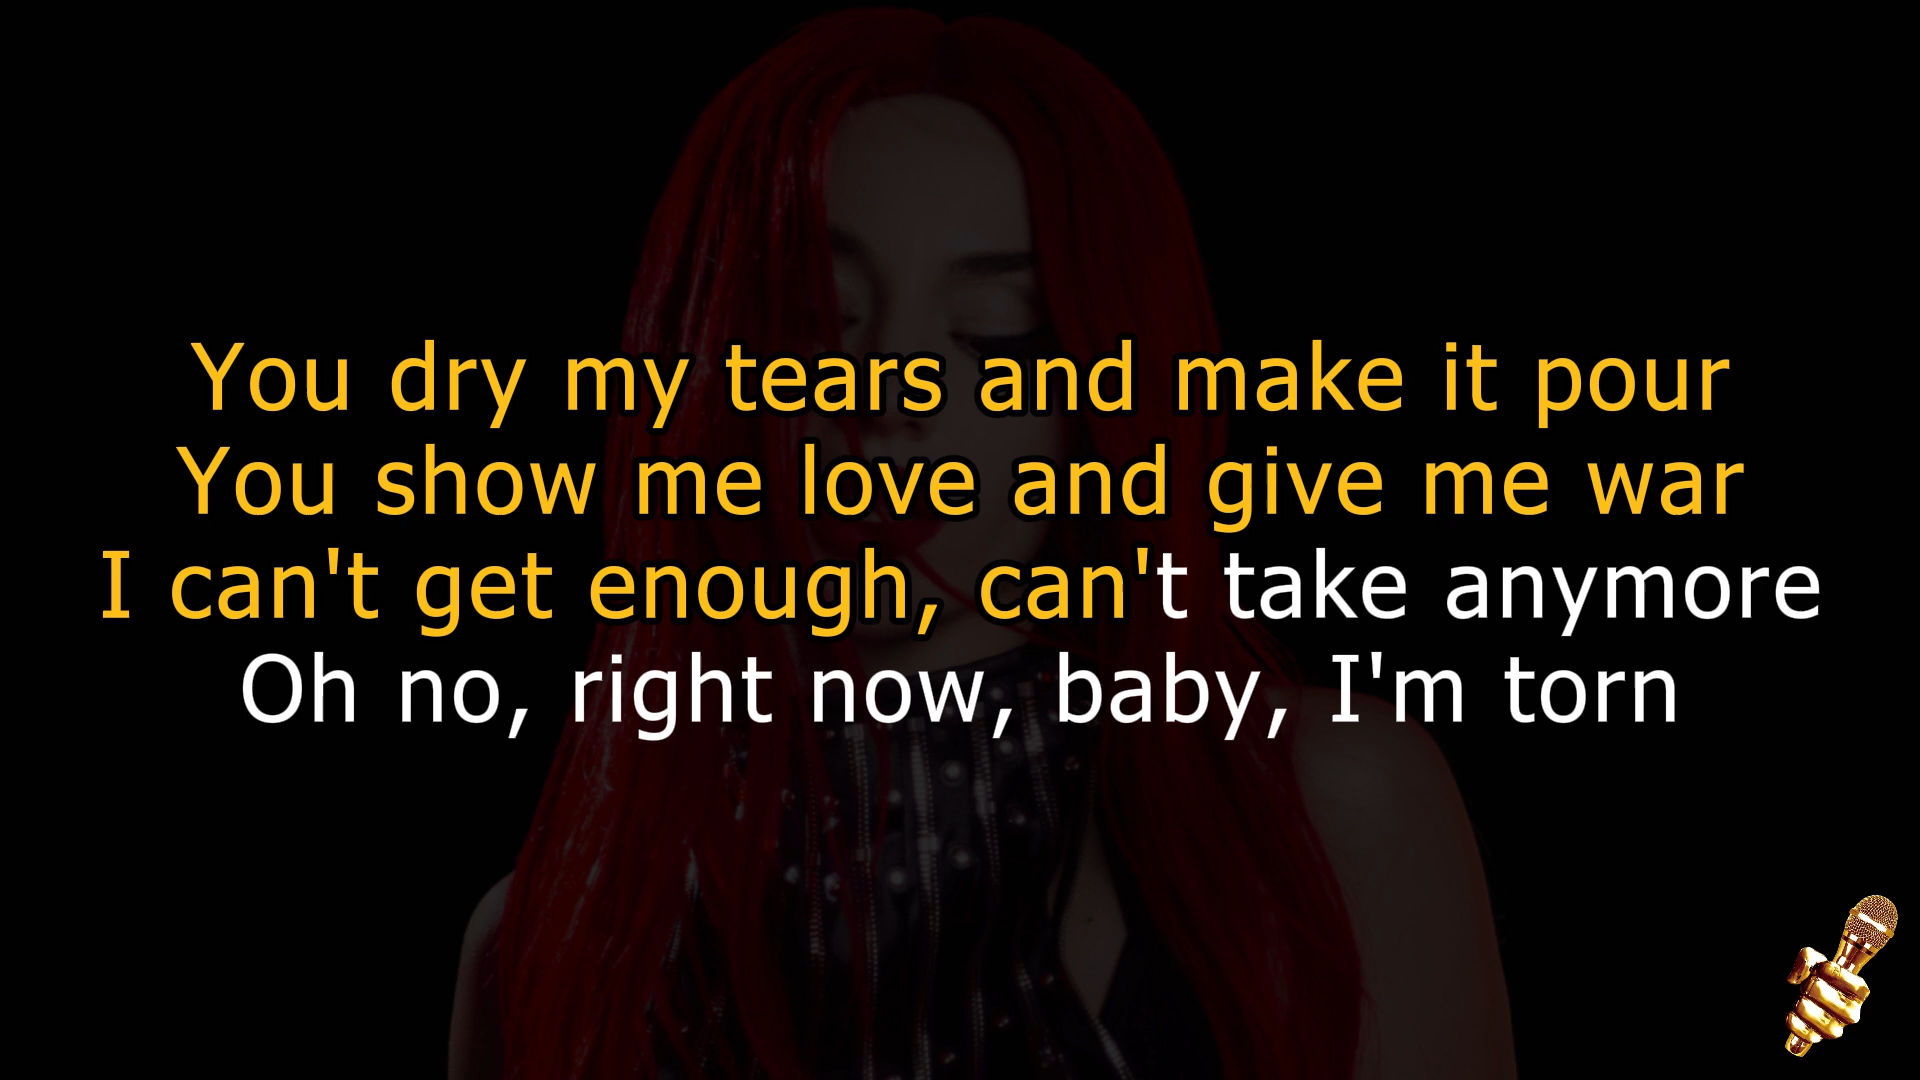 You dry my tears and make it pour
You show me love and give me war
I can't get enough, can't take anymore
Oh no, right now, baby, I'm torn